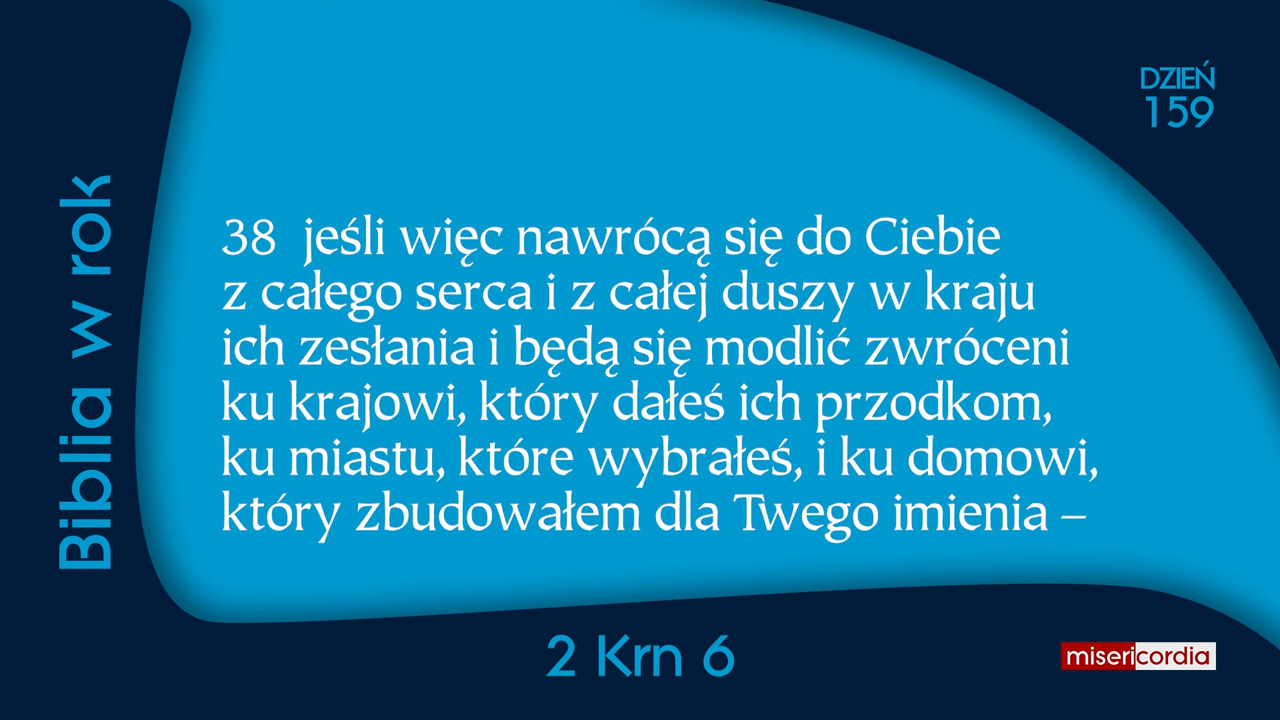 DZIEŃ
159
Biblia w rok
38 jeśli więc nawrócą się do Ciebie
z całego serca i z całej duszy w kraju
ich zesłania i będą się modlić zwróceni
ku krajowi, który dałeś ich przodkom,
ku miastu, które wybrałeś, i ku domowi,
który zbudowałem dla Twego imienia –
2 Krn 6
misericordia